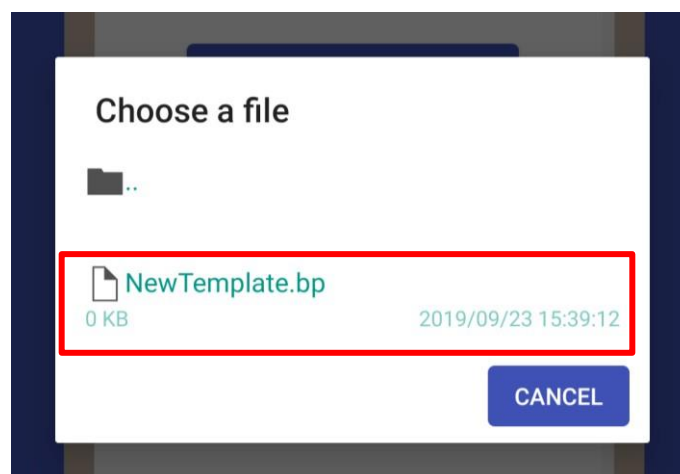 Choose a file
..
NewTemplate.bp
0 KB 2019/09/23 15:39:12
CANCEL